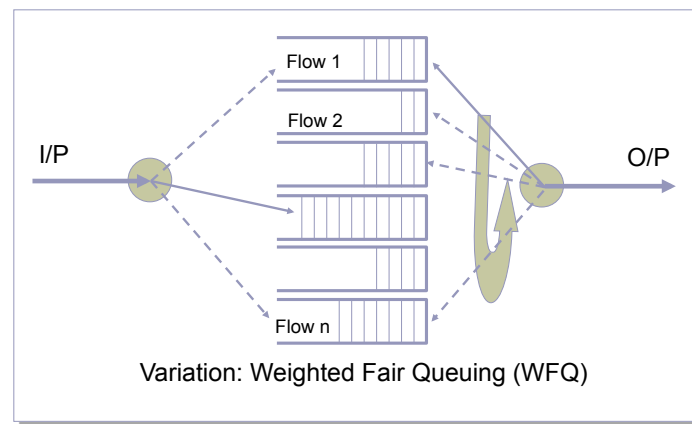 Flow 1
Flow 2
I/P
O/P
Flow n
Variation: Weighted Fair Queuing (WFQ)